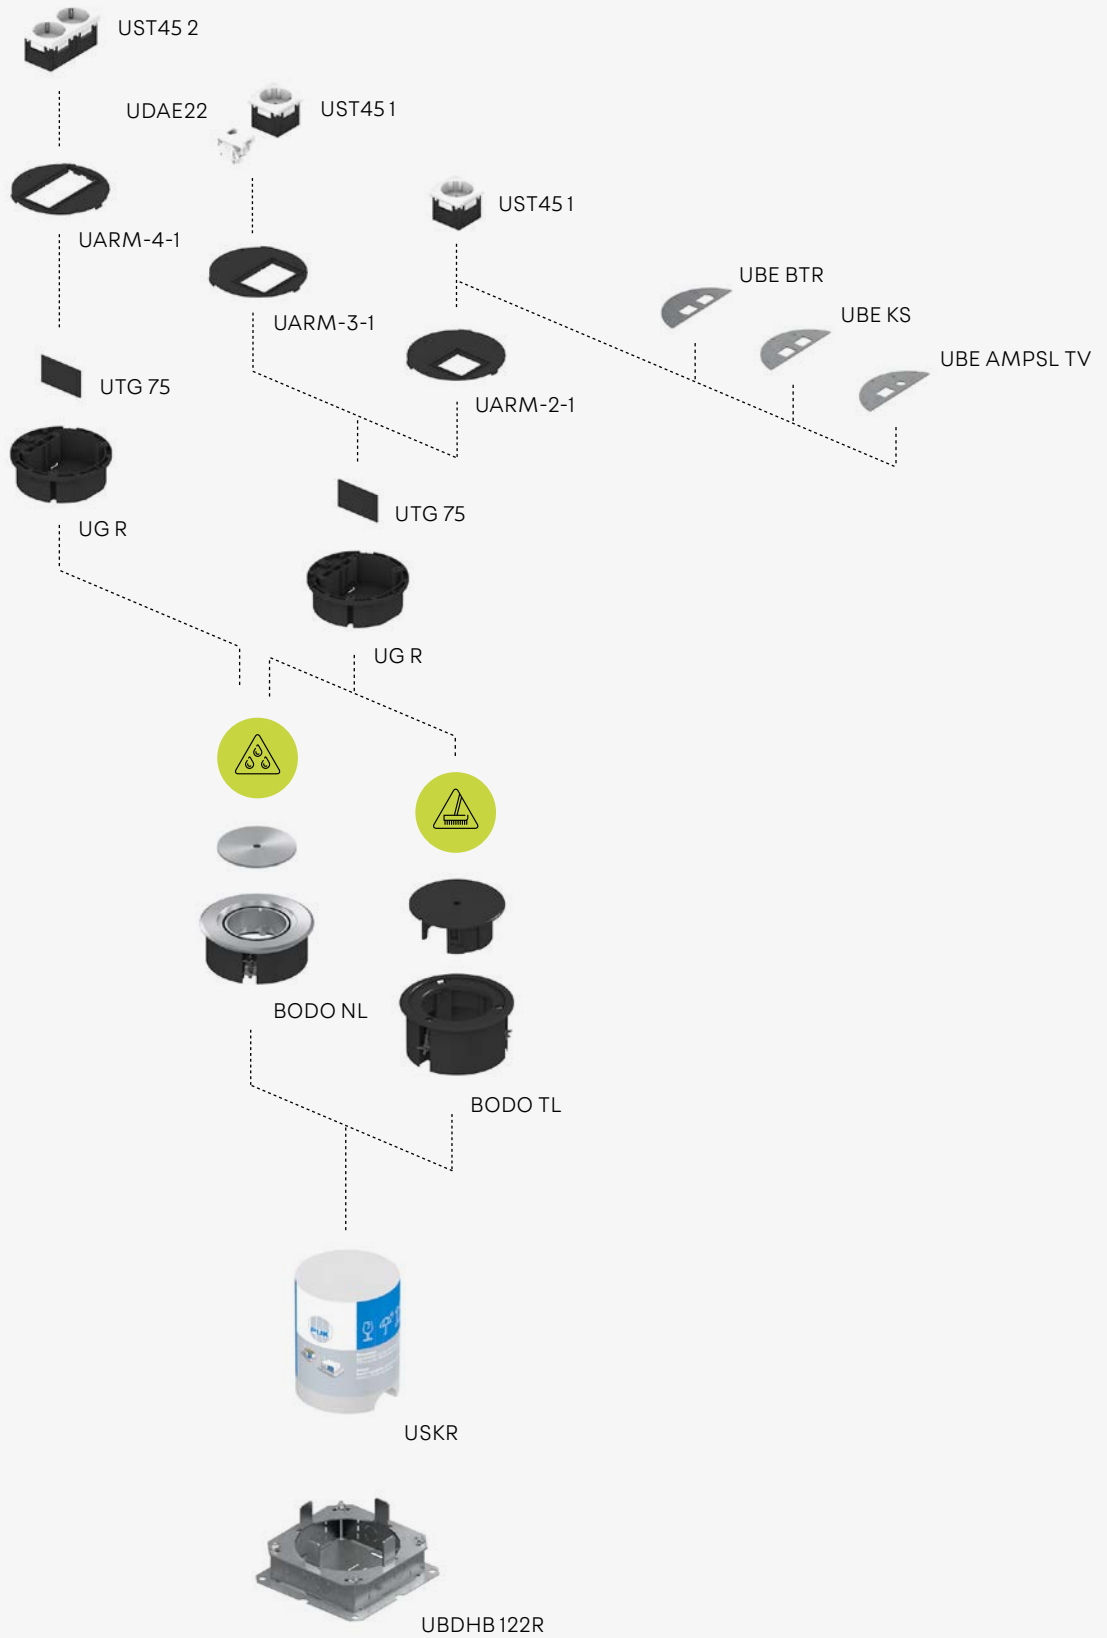 UST45 2
UDAE22
UST45 1
UST45 1
UARM-4-1
UBE BTR
UBE KS
UARM-3-1
UBE AMPSL TV
UTG 75
UARM-2-1
UTG 75
UG R
UG R
BODO NL
BODO TL
PUK
USKR
UBDHB 122R